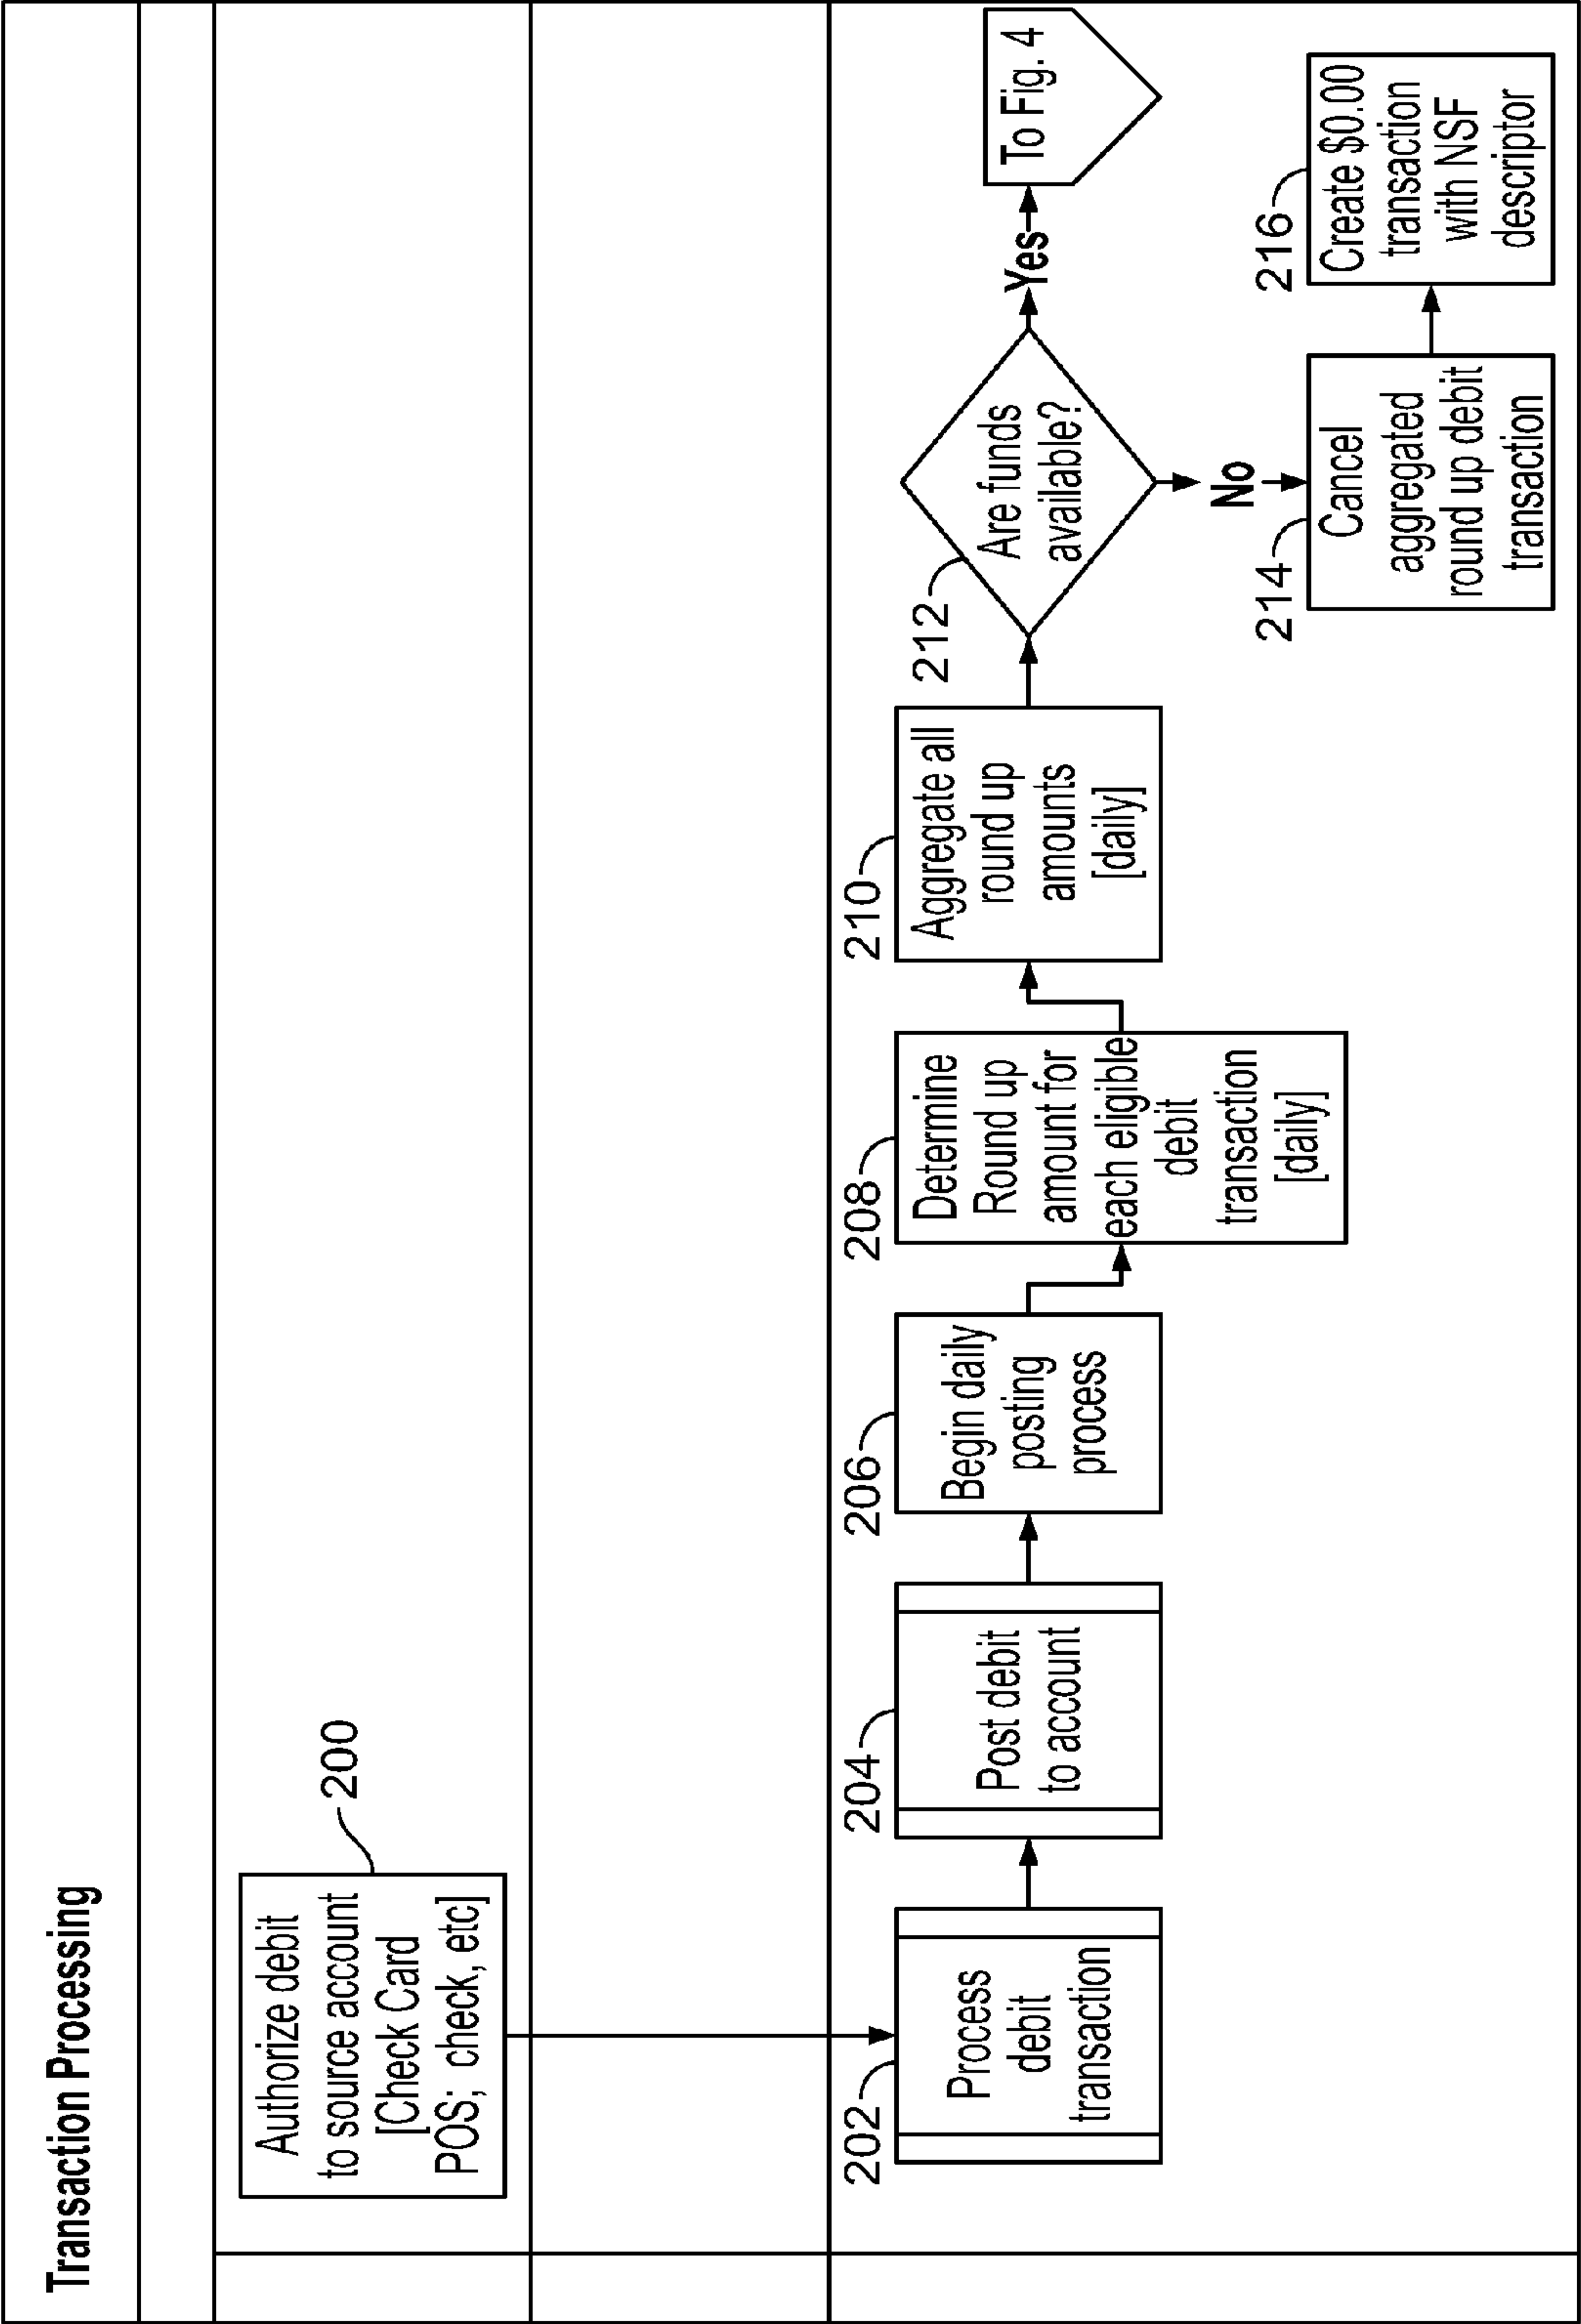 Transaction Processing
Authorize debit
to source account
[Check Card
POS; check, etc]
200
202
Process
debit
transaction
204
Post debit
to account
206
Begin daily
posting
process
208
Determine
Round up
amount for
each eligible
debit
transaction
[daily]
210
Aggregate all
round up
amounts
[daily]
212
Are funds
available?
Yes
To Fig. 4
No
214
Cancel
aggregated
round up debit
transaction
216
Create $0.00
transaction
with NSF
descriptor